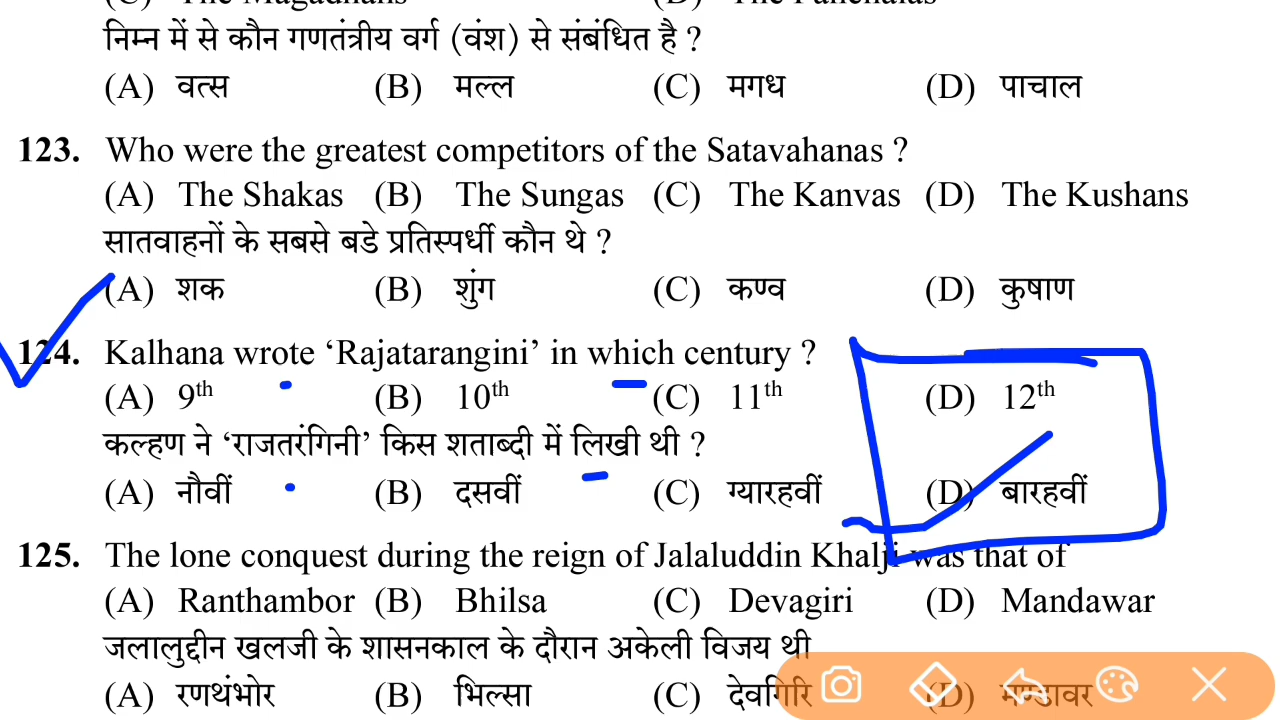 निम्न में से कौन गणतंत्रीय वर्ग (वंश) से संबंधित है ?
(A) वत्स (B) मल्ल (C) मगध (D) पाचाल
123. Who were the greatest competitors of the Satavahanas ?
(A) The Shakas (B) The Sungas (C) The Kanvas (D) The Kushans
सातवाहनों के सबसे बडे प्रतिस्पर्धी कौन थे ?
(A) शक (B) शुंग (C) कण्व (D) कुषाण
124. Kalhana wrote ‘Rajatarangini’ in which century ?
(A) 9th (B) 10th (C) 11th (D) 12th
कल्हण ने ‘राजतरंगिनी’ किस शताब्दी में लिखी थी ?
(A) नौवीं (B) दसवीं (C) ग्यारहवीं (D) बारहवीं
125. The lone conquest during the reign of Jalaluddin Khalji was that of
(A) Ranthambor (B) Bhilsa (C) Devagiri (D) Mandawar
जलालुद्दीन खलजी के शासनकाल के दौरान अकेली विजय थी
(A) रणथंभोर (B) भिल्सा (C) देवगिरि (D) मण्डावर